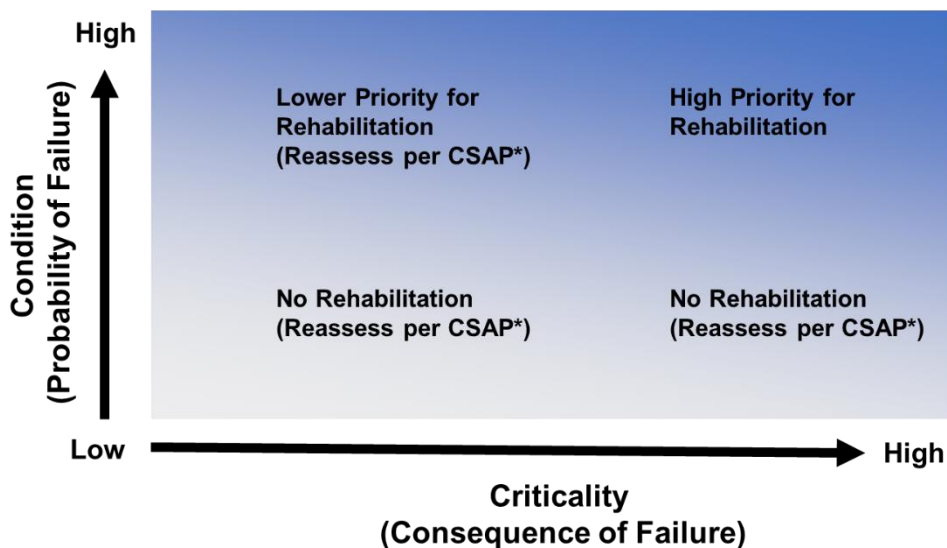 High
Condition
(Probability of Failure)
Lower Priority for
Rehabilitation
(Reassess per CSAP*)
High Priority for
Rehabilitation
No Rehabilitation
(Reassess per CSAP*)
No Rehabilitation
(Reassess per CSAP*)
Low
High
Criticality
(Consequence of Failure)